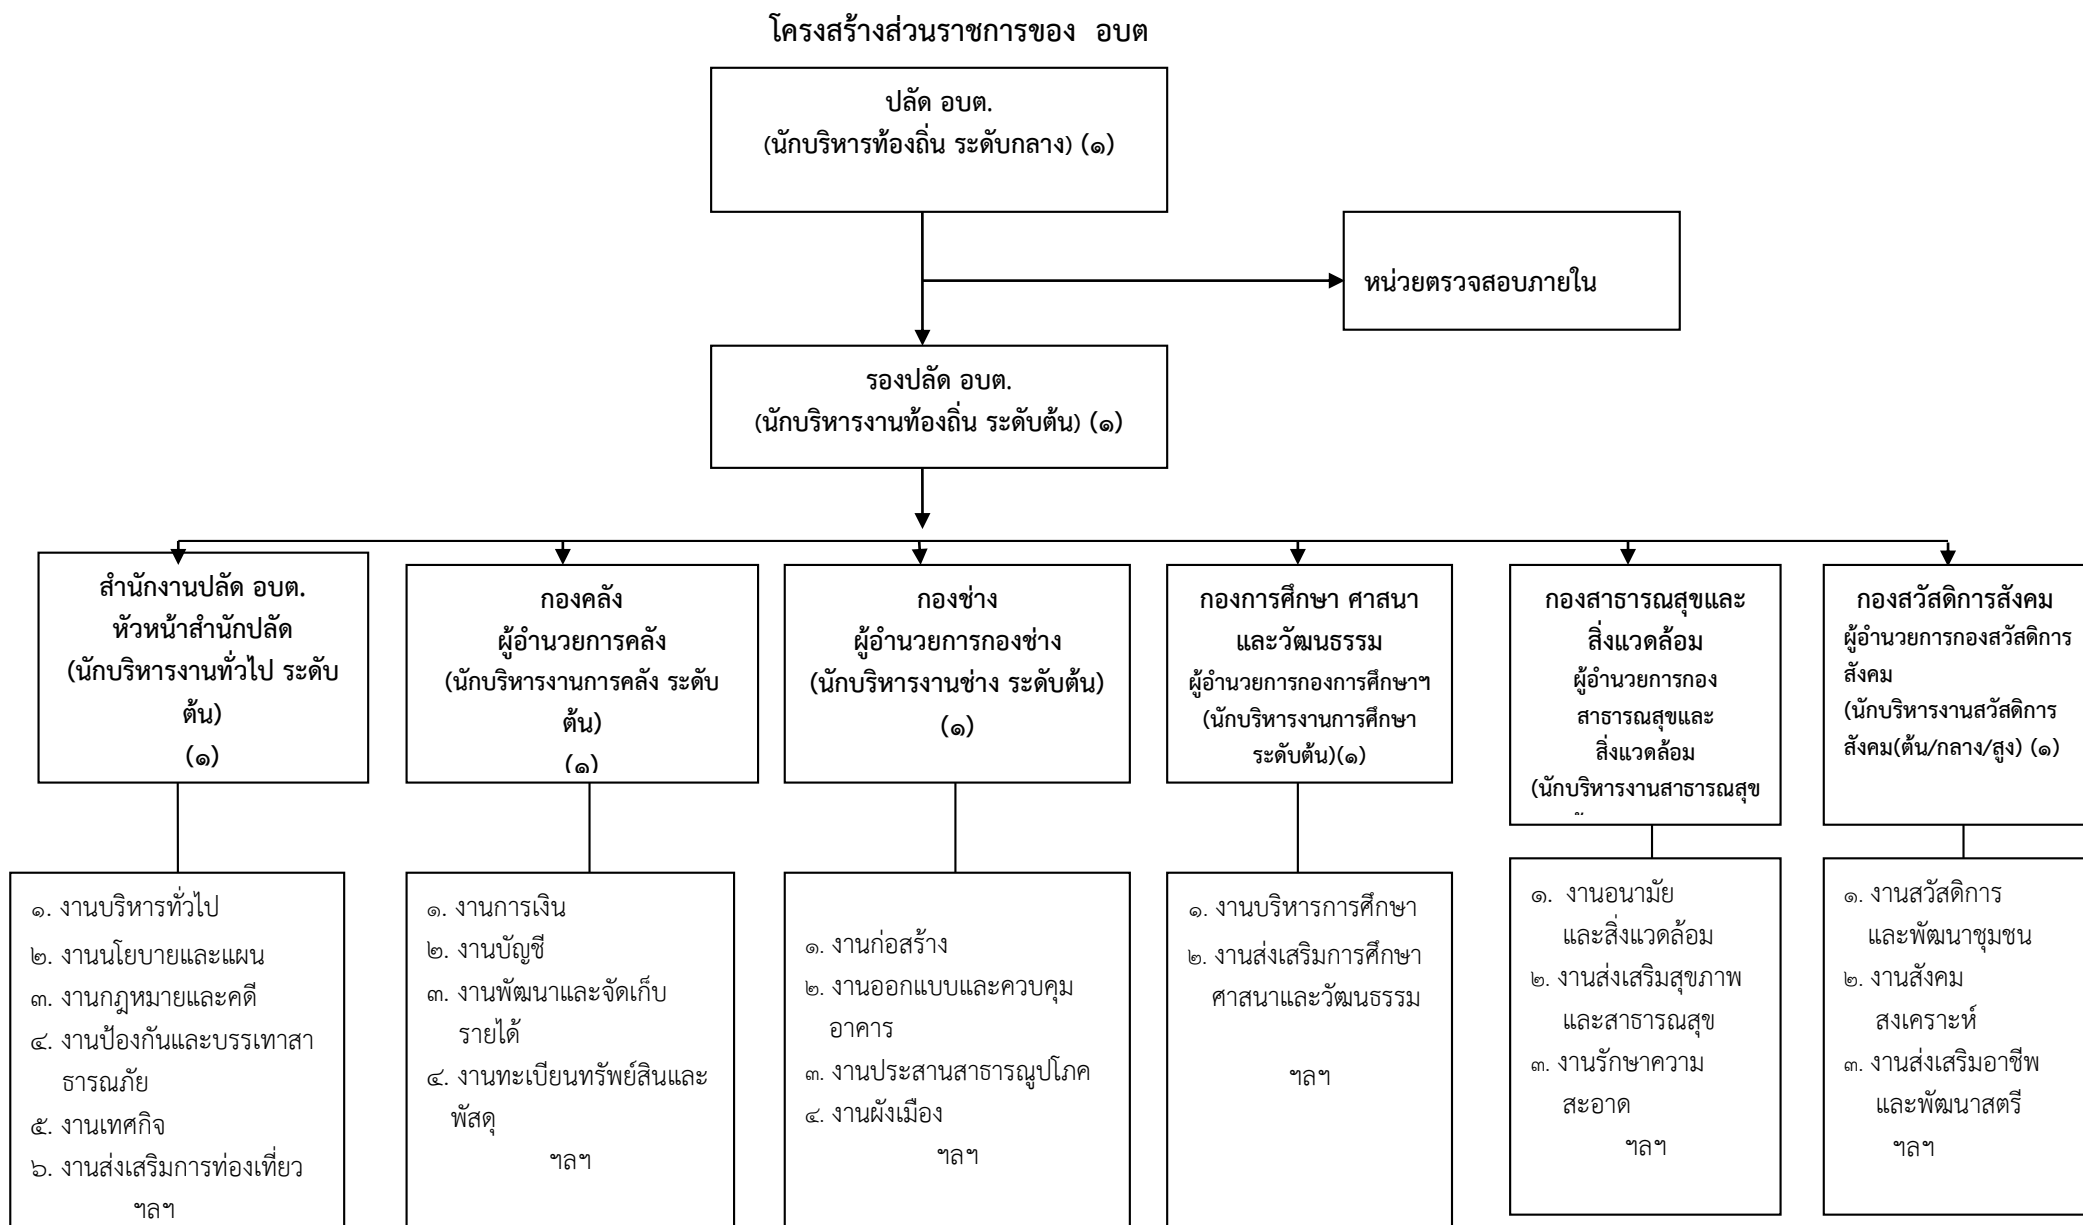 โครงสร้างส่วนราชการของ อบต
ปลัด อบต.
(นักบริหารท้องถิ่น ระดับกลาง) (๑)
หน่วยตรวจสอบภายใน
รองปลัด อบต.
(นักบริหารงานท้องถิ่น ระดับต้น) (๑)
สำนักงานปลัด อบต.
หัวหน้าสำนักปลัด
(นักบริหารงานทั่วไป ระดับ
ต้น)
(๑)
กองคลัง
ผู้อำนวยการคลัง
(นักบริหารงานการคลัง ระดับ
ต้น)
(๑)
กองช่าง
ผู้อำนวยการกองช่าง
(นักบริหารงานช่าง ระดับต้น)
(๑)
กองการศึกษา ศาสนา
และวัฒนธรรม
ผู้อำนวยการกองการศึกษาฯ
(นักบริหารงานการศึกษา
ระดับต้น)(๑)
กองสาธารณสุขและ
สิ่งแวดล้อม
ผู้อำนวยการกอง
สาธารณสุขและ
สิ่งแวดล้อม
(นักบริหารงานสาธารณสุข
กองสวัสดิการสังคม
ผู้อำนวยการกองสวัสดิการ
สังคม
(นักบริหารงานสวัสดิการ
สังคม(ต้น/กลาง/สูง) (๑)
๑. งานบริหารทั่วไป
๒. งานนโยบายและแผน
๓. งานกฎหมายและคดี
๔. งานป้องกันและบรรเทาสา
ธารณภัย
๕. งานเทศกิจ
๖. งานส่งเสริมการท่องเที่ยว
ฯลฯ
๑. งานการเงิน
๒. งานบัญชี
๓. งานพัฒนาและจัดเก็บ
รายได้
๔. งานทะเบียนทรัพย์สินและ
พัสดุ
ฯลฯ
๑. งานก่อสร้าง
๒. งานออกแบบและควบคุม
อาคาร
๓. งานประสานสาธารณูปโภค
๔. งานผังเมือง
ฯลฯ
๑. งานบริหารการศึกษา
๒. งานส่งเสริมการศึกษา
ศาสนาและวัฒนธรรม
ฯลฯ
๑. งานอนามัย
และสิ่งแวดล้อม
๒. งานส่งเสริมสุขภาพ
และสาธารณสุข
๓. งานรักษาความ
สะอาด
ฯลฯ
๑. งานสวัสดิการ
และพัฒนาชุมชน
๒. งานสังคม
สงเคราะห์
๓. งานส่งเสริมอาชีพ
และพัฒนาสตรี
ฯลฯ